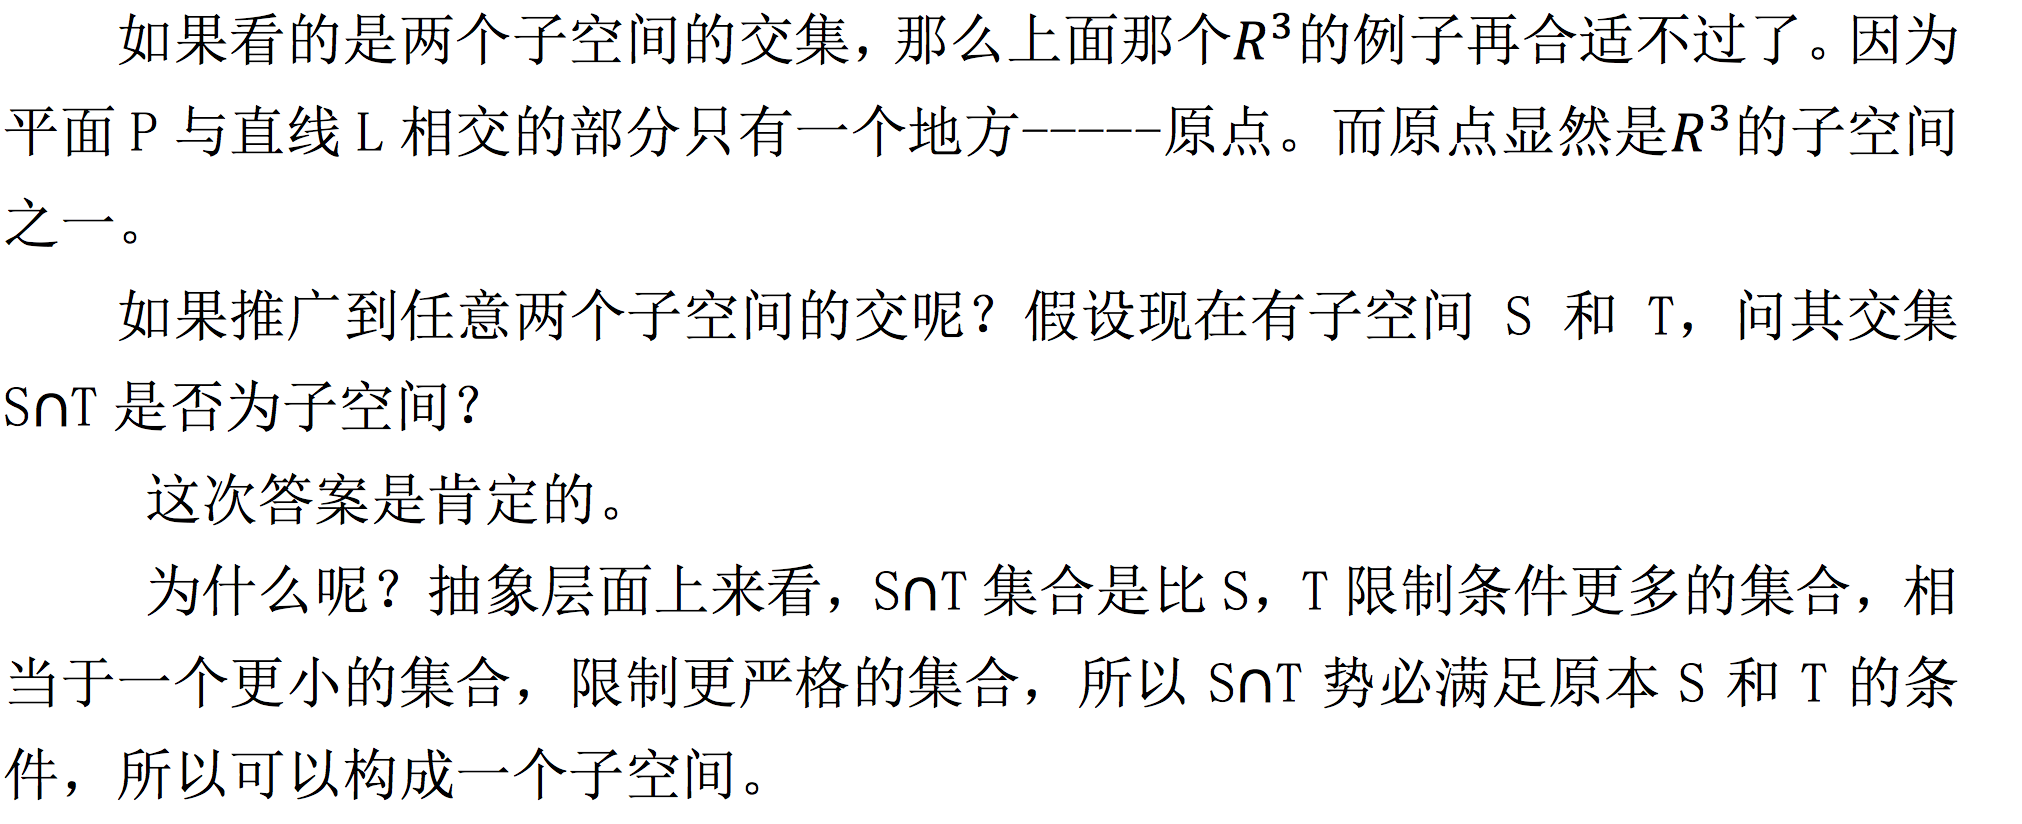 如果看的是两个子空间的交集，那么上面那个R³的例子再合适不过了。因为
平面 P 与直线 L 相交的部分只有一个地方-----原点。而原点显然是R³的子空间
之一。
如果推广到任意两个子空间的交呢？假设现在有子空间 S 和 T，问其交集
S∩T 是否为子空间？
这次答案是肯定的。
为什么呢？抽象层面上来看，S∩T 集合是比 S，T 限制条件更多的集合，相
当于一个更小的集合，限制更严格的集合，所以 S∩T 势必满足原本 S 和 T 的条
件，所以可以构成一个子空间。